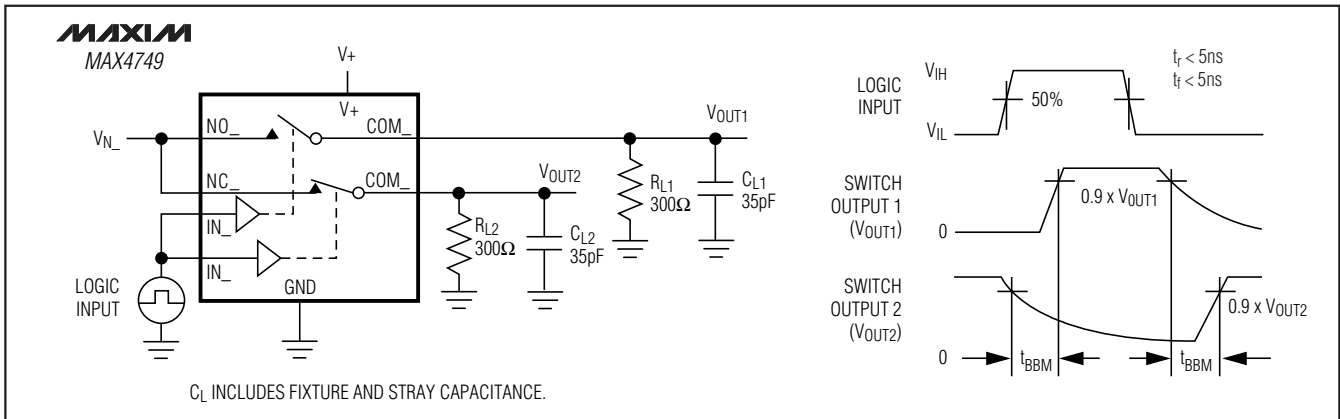 MAXIM
MAX4749
V+
V+
V_N_
NO_
COM_
V_OUT1
NC_
COM_
V_OUT2
R_L1
300Ω
C_L1
35pF
IN_
R_L2
300Ω
C_L2
35pF
IN_
GND
LOGIC
INPUT
C_L INCLUDES FIXTURE AND STRAY CAPACITANCE.
LOGIC
INPUT
V_IH
50%
V_IL
t_r < 5ns
t_f < 5ns
SWITCH
OUTPUT 1
(V_OUT1)
0.9 x V_OUT1
0
SWITCH
OUTPUT 2
(V_OUT2)
0.9 x V_OUT2
0
t_BBM
t_BBM